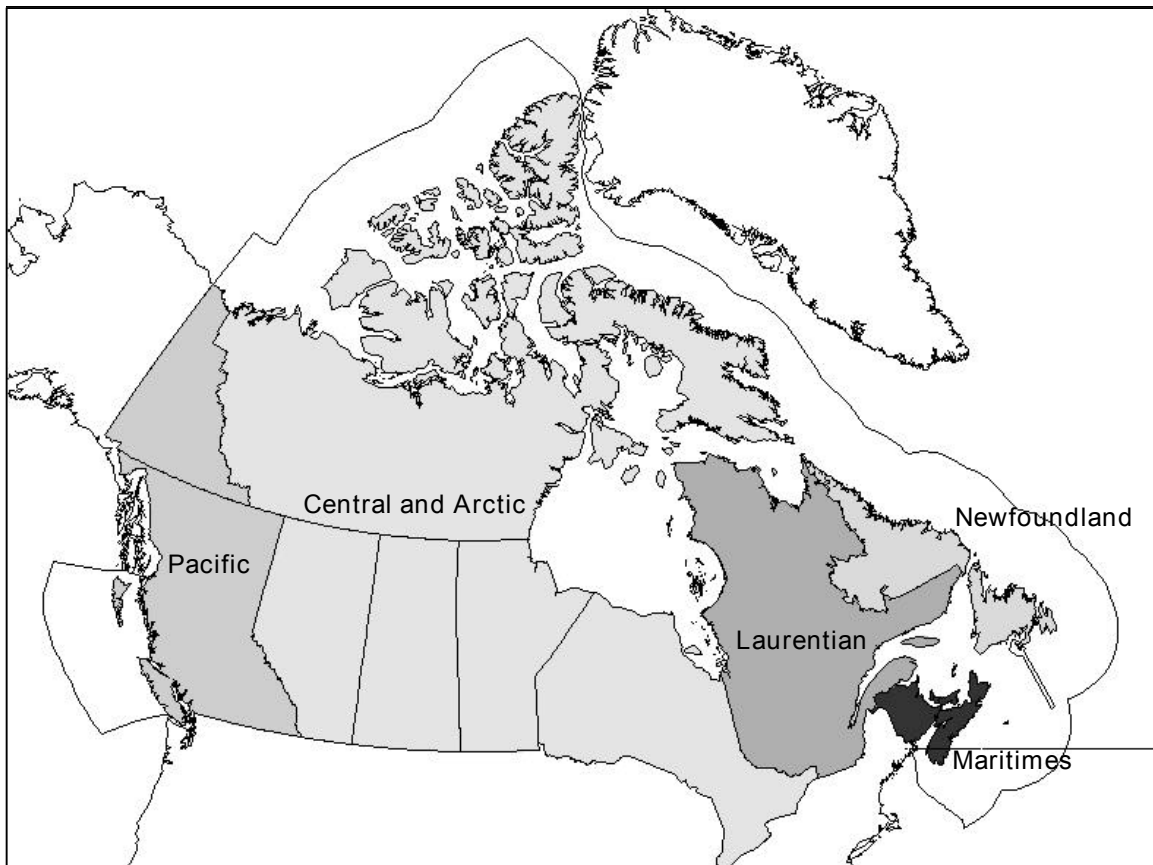 Central and Arctic
Newfoundland
Pacific
Laurentian
Maritimes